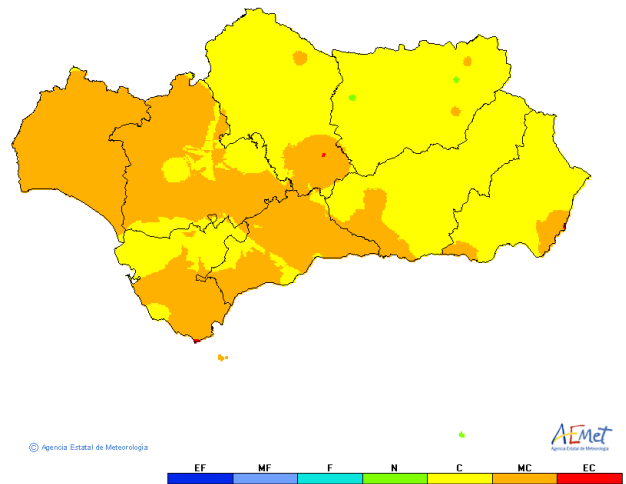 © Agencia Estatal de Meteorología
AEMet
Agencia Estatal de Meteorología
EF MF F N C MC EC